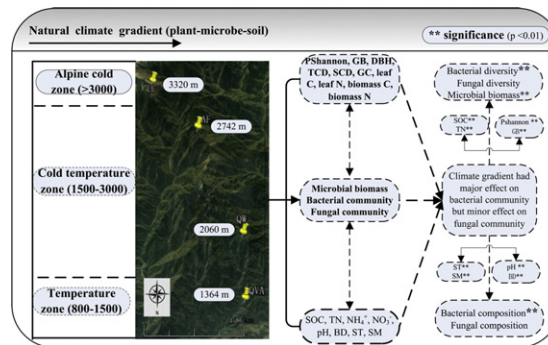 Natural climate gradient (plant-microbe-soil)
** significance (p <0.01)
Alpine cold
zone (>3000)
Cold temperature
zone (1500-3000)
Temperature
zone (800-1500)
3320 m
2742 m
QW
2060 m
1364 m
N
PShannon, GB, DBH,
TCD, SCD, GC, leaf
C, leaf N, biomass C,
biomass N
Microbial biomass
Bacterial community
Fungal community
SOC, TN, NH₄⁺, NO₃⁻,
pH, BD, ST, SM
Bacterial diversity**
Fungal diversity
Microbial biomass**
SOC**
TN**
Pshannon **
GB**
Climate gradient had
major effect on
bacterial community
but minor effect on
fungal community
ST**
SM**
pH **
BD**
Bacterial composition**
Fungal composition